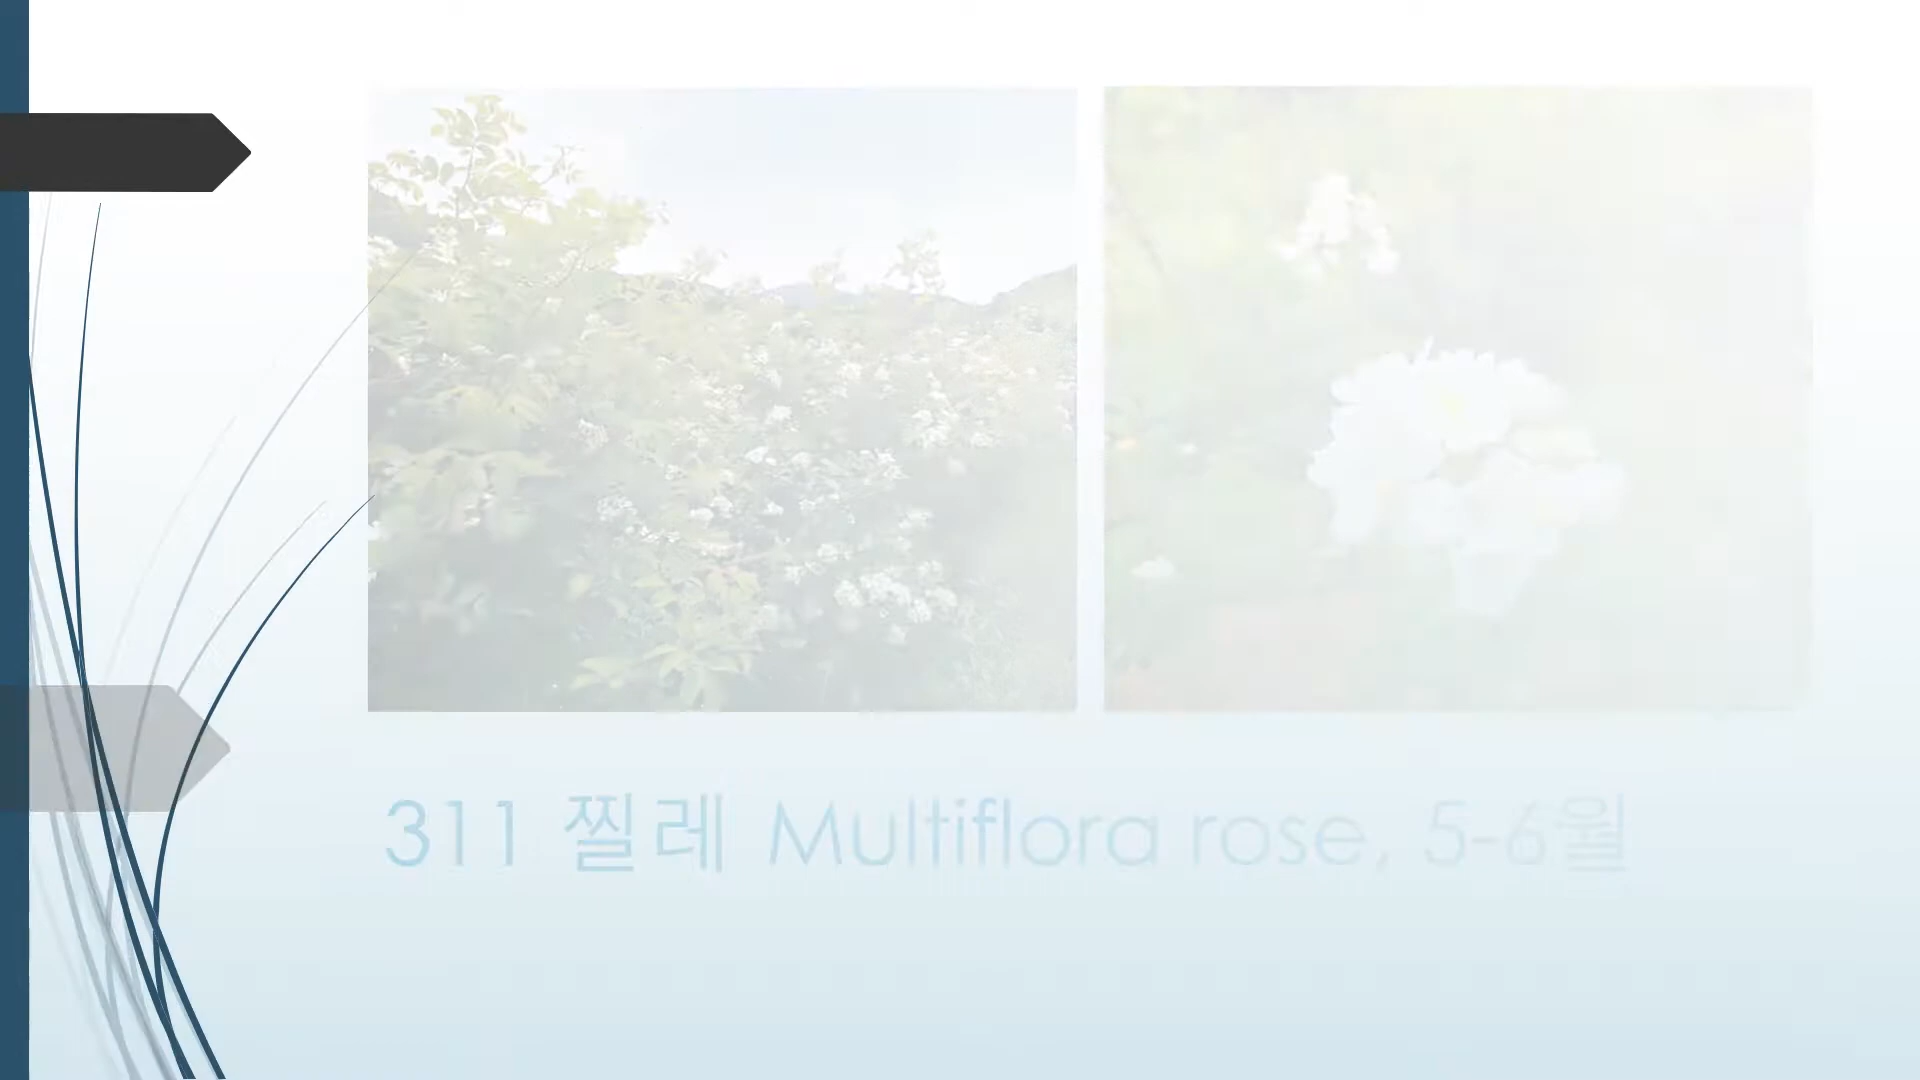 311 찔레 Multiflora rose, 5-6월